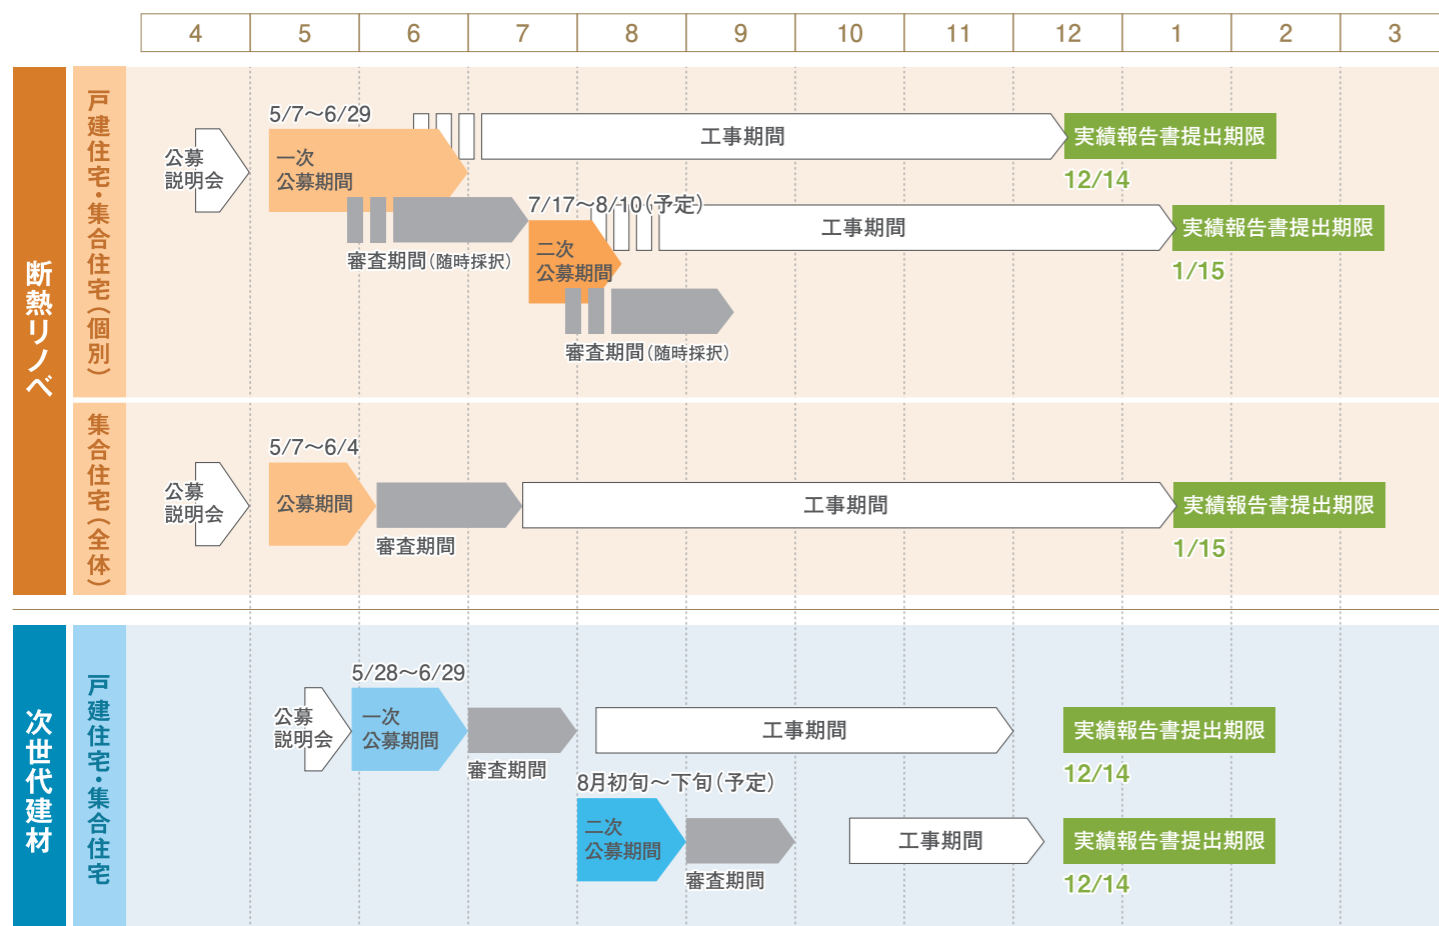 4 5 6 7 8 9 10 11 12 1 2 3
断熱リノベ
戸建住宅・集合住宅（個別）
公募
説明会
5/7～6/29
一次
公募期間
工事期間
実績報告書提出期限
12/14
審査期間（随時採択）
7/17～8/10（予定）
二次
公募期間
工事期間
実績報告書提出期限
1/15
審査期間（随時採択）
集合住宅（全体）
公募
説明会
5/7～6/4
公募期間
審査期間
工事期間
実績報告書提出期限
1/15
次世代建材
戸建住宅・集合住宅
公募
説明会
5/28～6/29
一次
公募期間
審査期間
工事期間
実績報告書提出期限
12/14
8月初旬～下旬（予定）
二次
公募期間
審査期間
工事期間
実績報告書提出期限
12/14